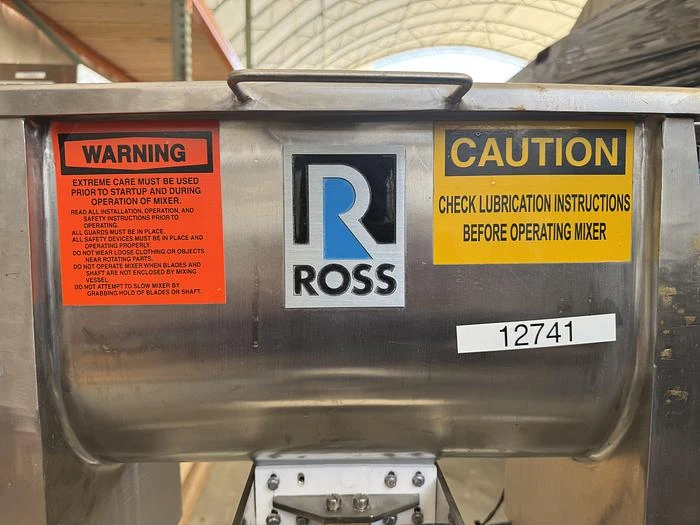 WARNING
EXTREME CARE MUST BE USED
PRIOR TO STARTUP AND DURING
OPERATION OF MIXER.
READ ALL INSTALLATION, OPERATION, AND
SAFETY INSTRUCTIONS PRIOR TO
OPERATING.
ALL GUARDS MUST BE IN PLACE.
ALL SAFETY DEVICES MUST BE IN PLACE AND
OPERATING PROPERLY.
DO NOT WEAR LOOSE CLOTHING OR OBJECTS
NEAR ROTATING PARTS.
DO NOT OPERATE MIXER WHEN BLADES AND
SHAFT ARE NOT ENCLOSED BY MIXING
VESSEL.
DO NOT ATTEMPT TO SLOW MIXER BY
GRABBING HOLD OF BLADES OR SHAFT.
R
ROSS
CAUTION
CHECK LUBRICATION INSTRUCTIONS
BEFORE OPERATING MIXER
12741